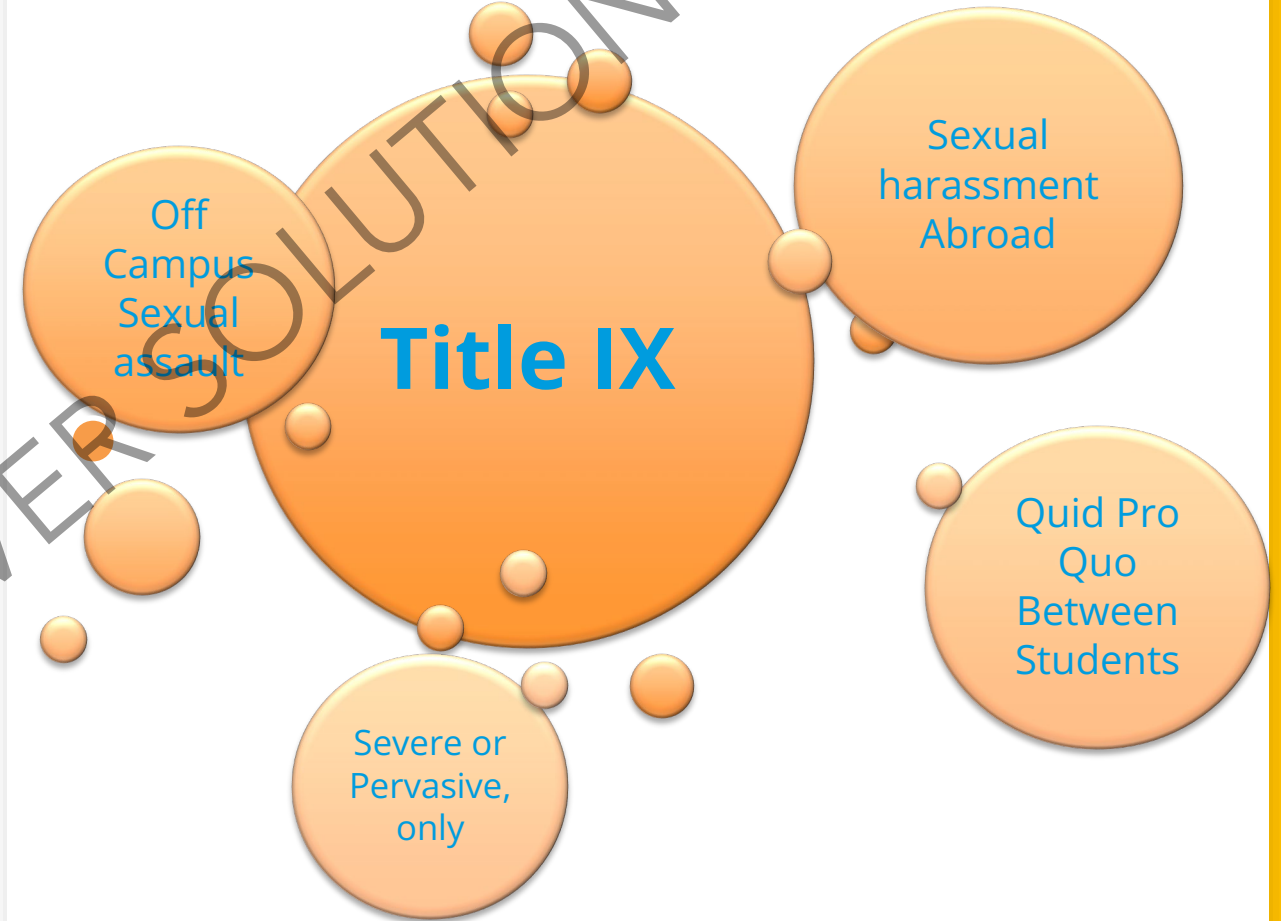 Title IX
Off
Campus
Sexual
assault
Sexual
harassment
Abroad
Quid Pro
Quo
Between
Students
Severe or
Pervasive,
only
SOLUTION